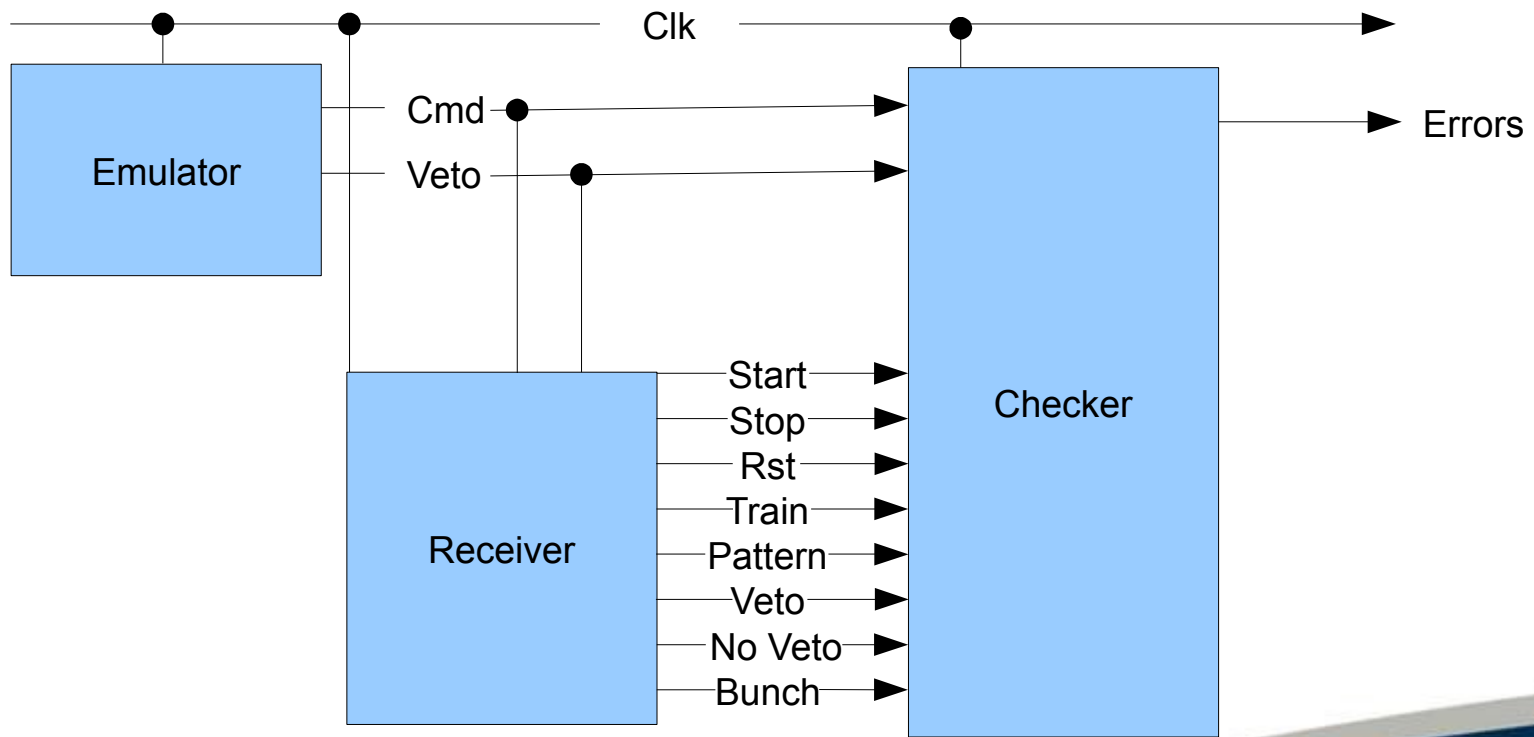 Clk
Cmd
Errors
Emulator
Veto
Start
Stop
Rst
Train
Pattern
Veto
No Veto
Bunch
Receiver
Checker